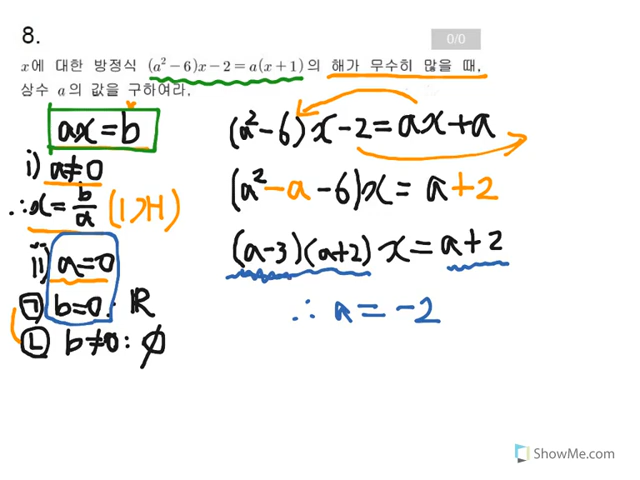 8.
0/0
x에 대한 방정식 (a²−6)x−2=a(x+1)의 해가 무수히 많을 때,
상수 a의 값을 구하여라.
ax=b
i) a≠0
∴x=b/a (1개)
ii) a=0
㉠ b=0: ℝ
㉡ b≠0: ∅
(a²−6)x−2=ax+a
(a²−a−6)x=a+2
(a−3)(a+2)x=a+2
∴ a=−2
ShowMe.com